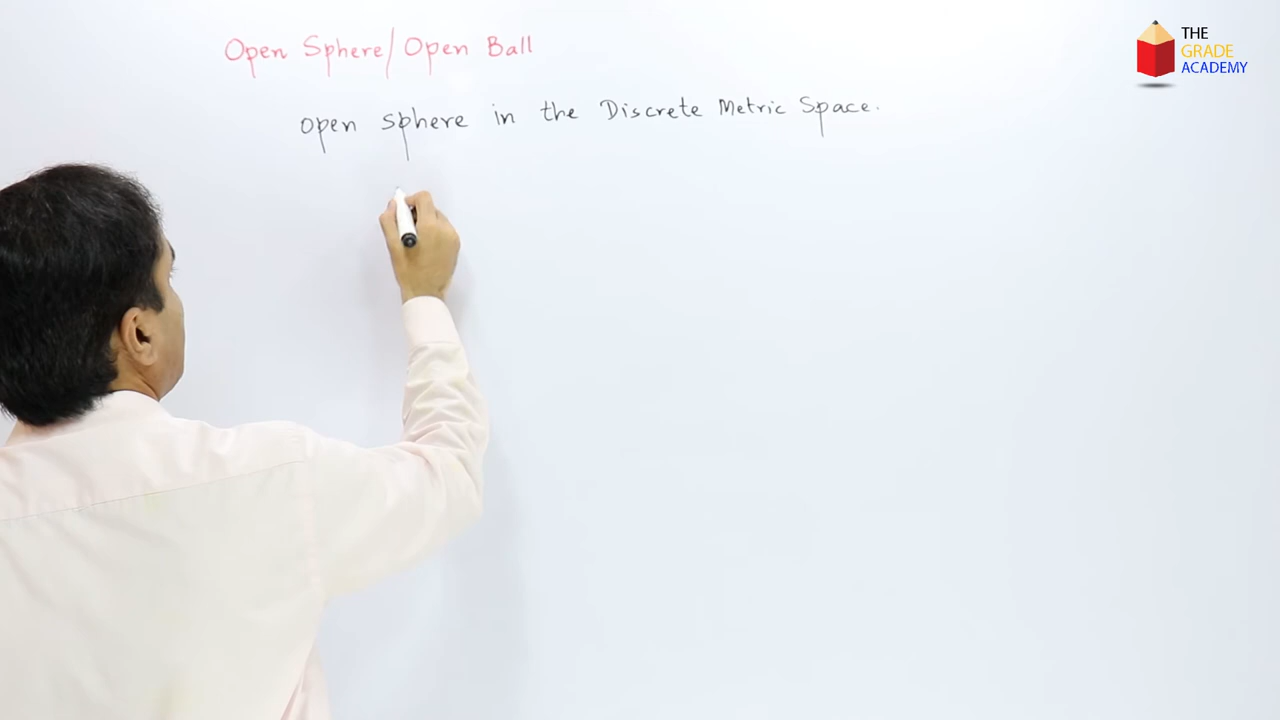 Open Sphere/Open Ball
open sphere in the Discrete Metric Space.
THE
GRADE
ACADEMY